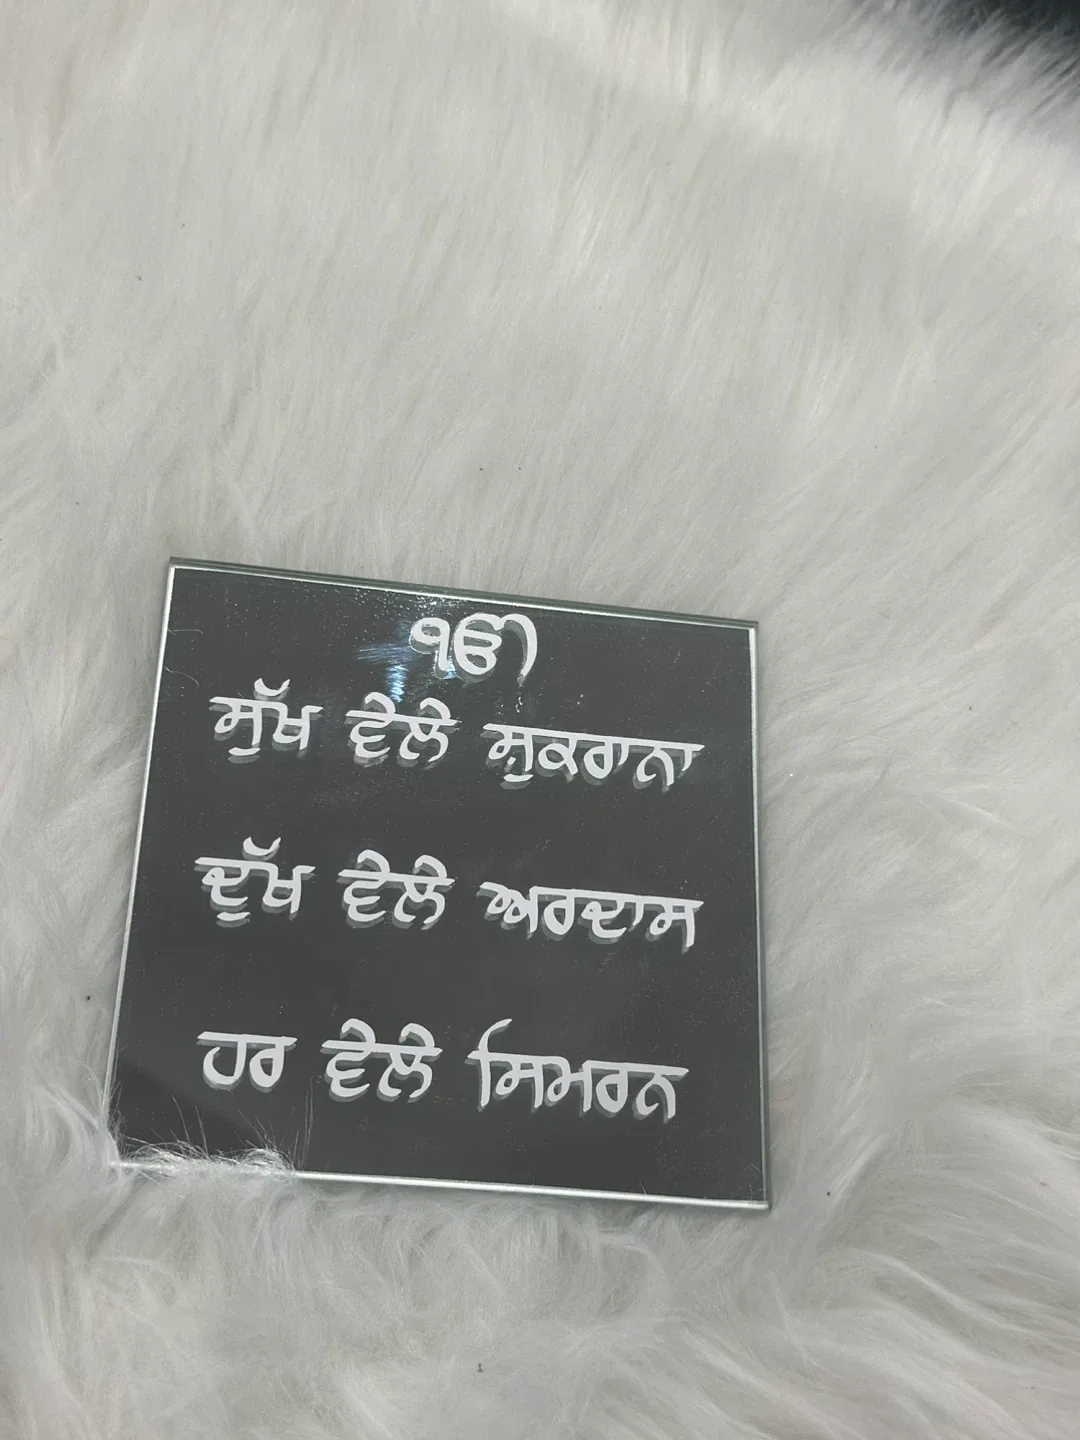 ੴ
ਸੁੱਖ ਵੇਲੇ ਸ਼ੁਕਰਾਨਾ
ਦੁੱਖ ਵੇਲੇ ਅਰਦਾਸ
ਹਰ ਵੇਲੇ ਸਿਮਰਨ